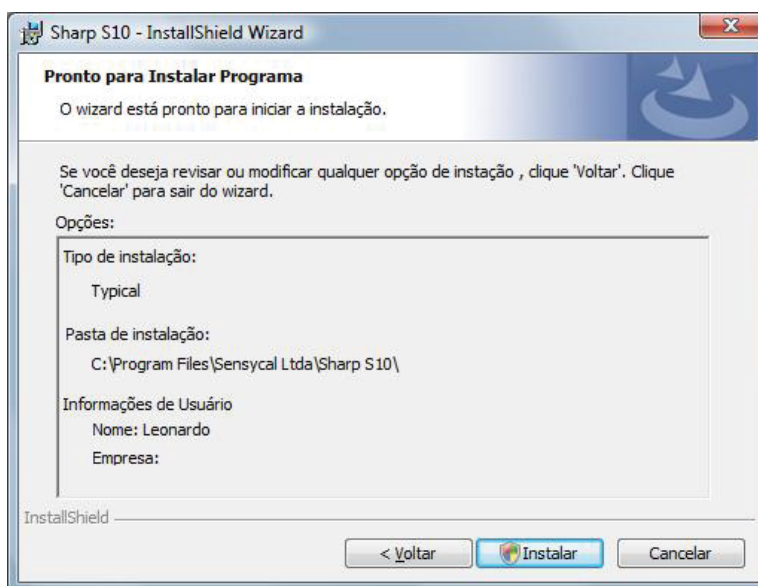 Sharp S10 - InstallShield Wizard
Pronto para Instalar Programa
O wizard está pronto para iniciar a instalação.
Se você deseja revisar ou modificar qualquer opção de instação , clique 'Voltar'. Clique
'Cancelar' para sair do wizard.
Opções:
Tipo de instalação:
Typical
Pasta de instalação:
C:\Program Files\Sensycal Ltda\Sharp S10\
Informações de Usuário
Nome: Leonardo
Empresa:
InstallShield
< Voltar Instalar Cancelar